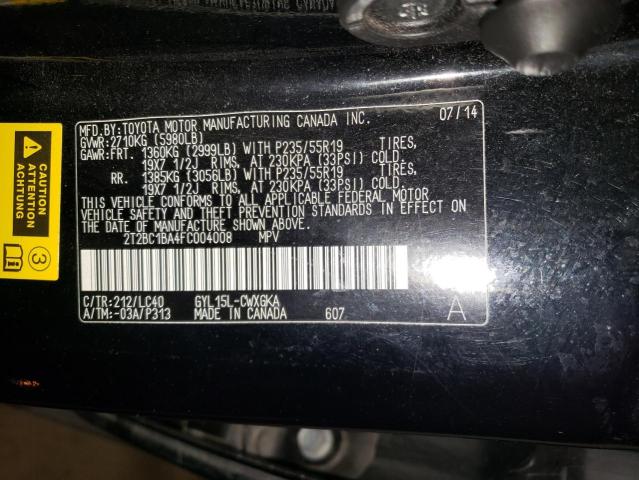 MFD.BY:TOYOTA MOTOR MANUFACTURING CANADA INC. 07/14
GVWR:2710KG (5980LB)
GAWR:FRT. 1360KG (2999LB) WITH P235/55R19 TIRES,
19X7 1/2J RIMS, AT 230KPA (33PSI) COLD.
RR. 1385KG (3056LB) WITH P235/55R19 TIRES,
19X7 1/2J RIMS, AT 230KPA (33PSI) COLD.
THIS VEHICLE CONFORMS TO ALL APPLICABLE FEDERAL MOTOR
VEHICLE SAFETY AND THEFT PREVENTION STANDARDS IN EFFECT ON
THE DATE OF MANUFACTURE SHOWN ABOVE.
2T2BC1BA4FC004008 MPV
C/TR:212/LC40 GYL15L-CWXGKA
A/TM:-03A/P313 MADE IN CANADA 607 A
CAUTION
ATTENTION
ACHTUNG
3